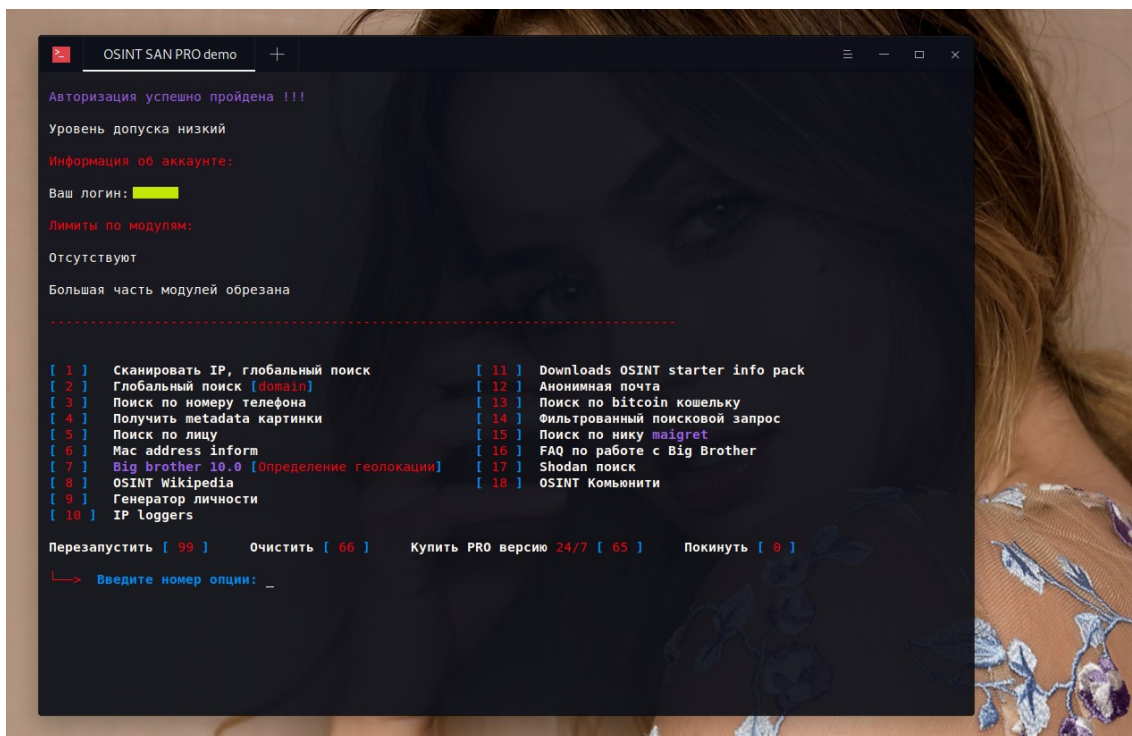 OSINT SAN PRO demo
Авторизация успешно пройдена !!!
Уровень допуска низкий
Информация об аккаунте:
Ваш логин:
Лимиты по модулям:
Отсутствуют
Большая часть модулей обрезана
------------------------------------------------------------------------------
[ 1 ] Сканировать IP, глобальный поиск
[ 2 ] Глобальный поиск [domain]
[ 3 ] Поиск по номеру телефона
[ 4 ] Получить metadata картинки
[ 5 ] Поиск по лицу
[ 6 ] Mac address inform
[ 7 ] Big brother 10.0 [Определение геолокации]
[ 8 ] OSINT Wikipedia
[ 9 ] Генератор личности
[ 10 ] IP loggers
[ 11 ] Downloads OSINT starter info pack
[ 12 ] Анонимная почта
[ 13 ] Поиск по bitcoin кошельку
[ 14 ] Фильтрованный поисковой запрос
[ 15 ] Поиск по нику maigret
[ 16 ] FAQ по работе с Big Brother
[ 17 ] Shodan поиск
[ 18 ] OSINT Комьюнити
Перезапустить [ 99 ] Очистить [ 66 ] Купить PRO версию 24/7 [ 65 ] Покинуть [ 0 ]
└──> Введите номер опции: _